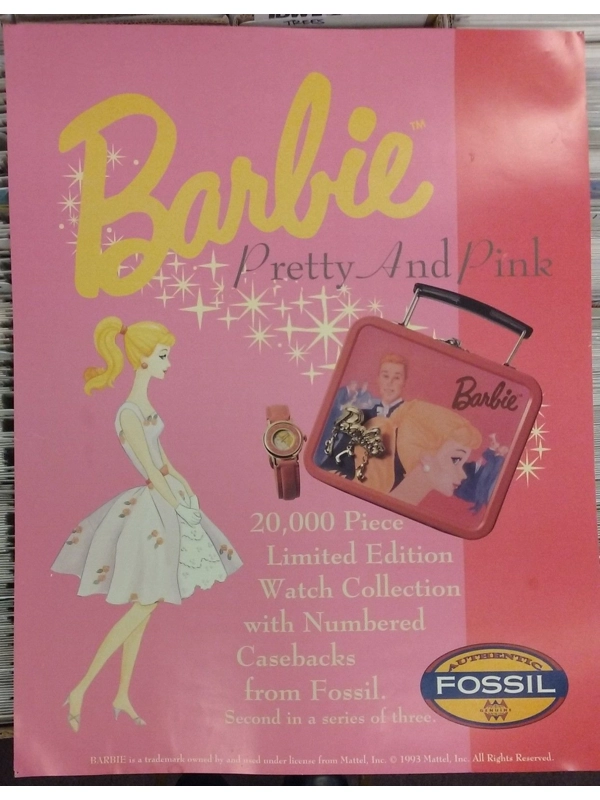 TREES
Barbie™
Pretty And Pink
Barbie
20,000 Piece
Limited Edition
Watch Collection
with Numbered
Casebacks
from Fossil.
Second in a series of three.
AUTHENTIC
FOSSIL
GENUINE
BARBIE is a trademark owned by and used under license from Mattel, Inc. © 1993 Mattel, Inc. All Rights Reserved.